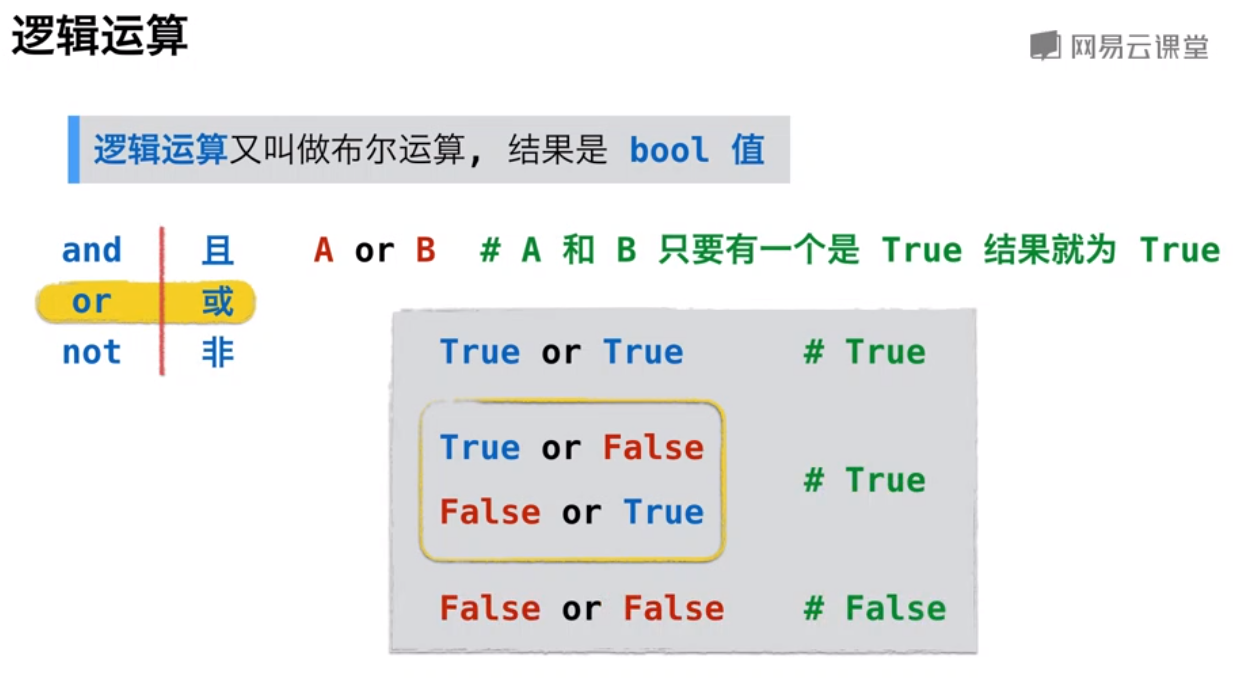 逻辑运算
网易云课堂
逻辑运算又叫做布尔运算, 结果是 bool 值
and 且
or 或
not 非
A or B # A 和 B 只要有一个是 True 结果就为 True
True or True # True
True or False
# True
False or True
False or False # False